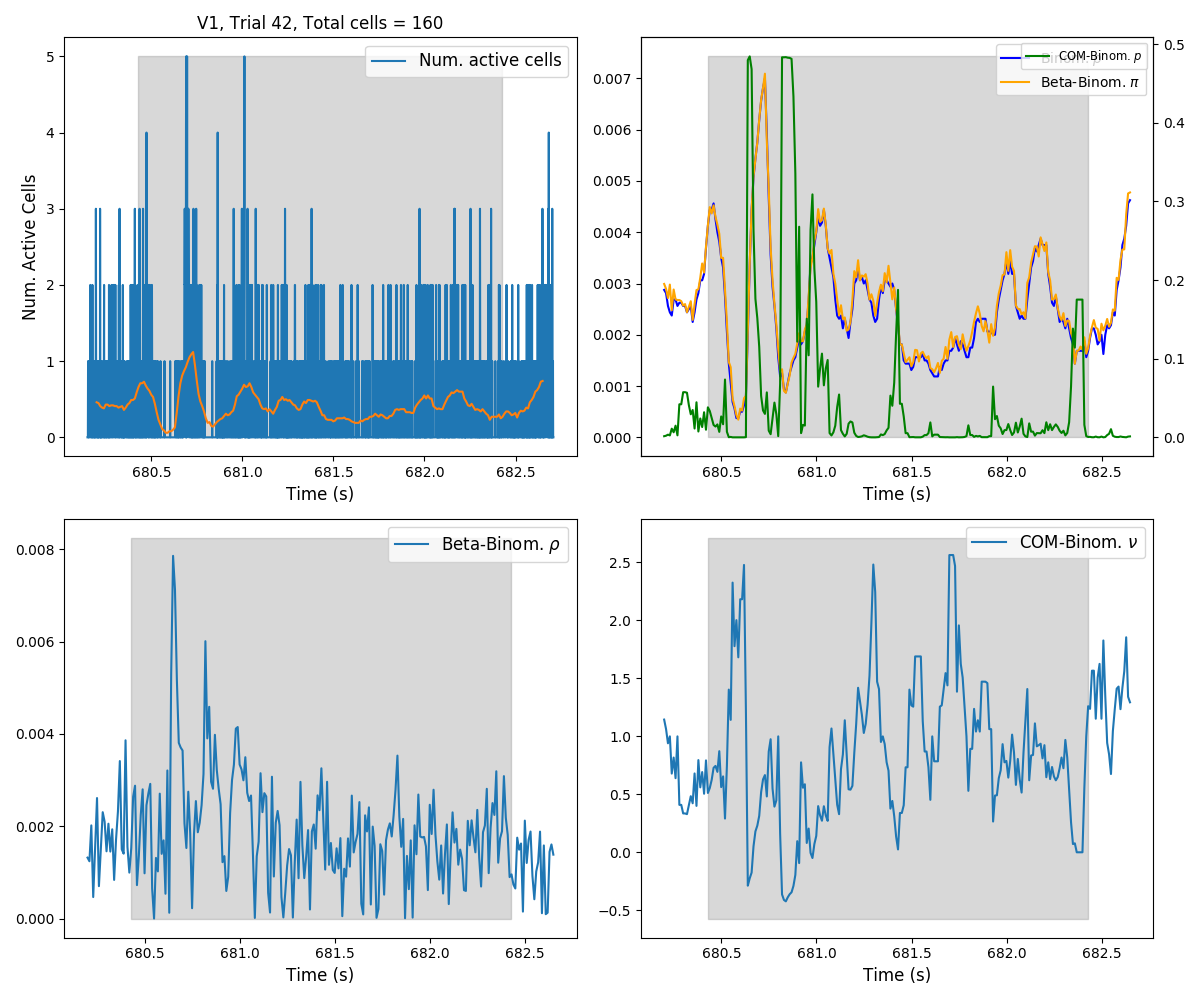 V1, Trial 42, Total cells = 160
Num. active cells
Num. Active Cells
5
4
3
2
1
0
680.5 681.0 681.5 682.0 682.5
Time (s)
COM-Binom. p
Beta-Binom. π
0.007
0.006
0.005
0.004
0.003
0.002
0.001
0.000
0.5
0.4
0.3
0.2
0.1
0.0
680.5 681.0 681.5 682.0 682.5
Time (s)
Beta-Binom. ρ
0.008
0.006
0.004
0.002
0.000
680.5 681.0 681.5 682.0 682.5
Time (s)
COM-Binom. ν
2.5
2.0
1.5
1.0
0.5
0.0
−0.5
680.5 681.0 681.5 682.0 682.5
Time (s)